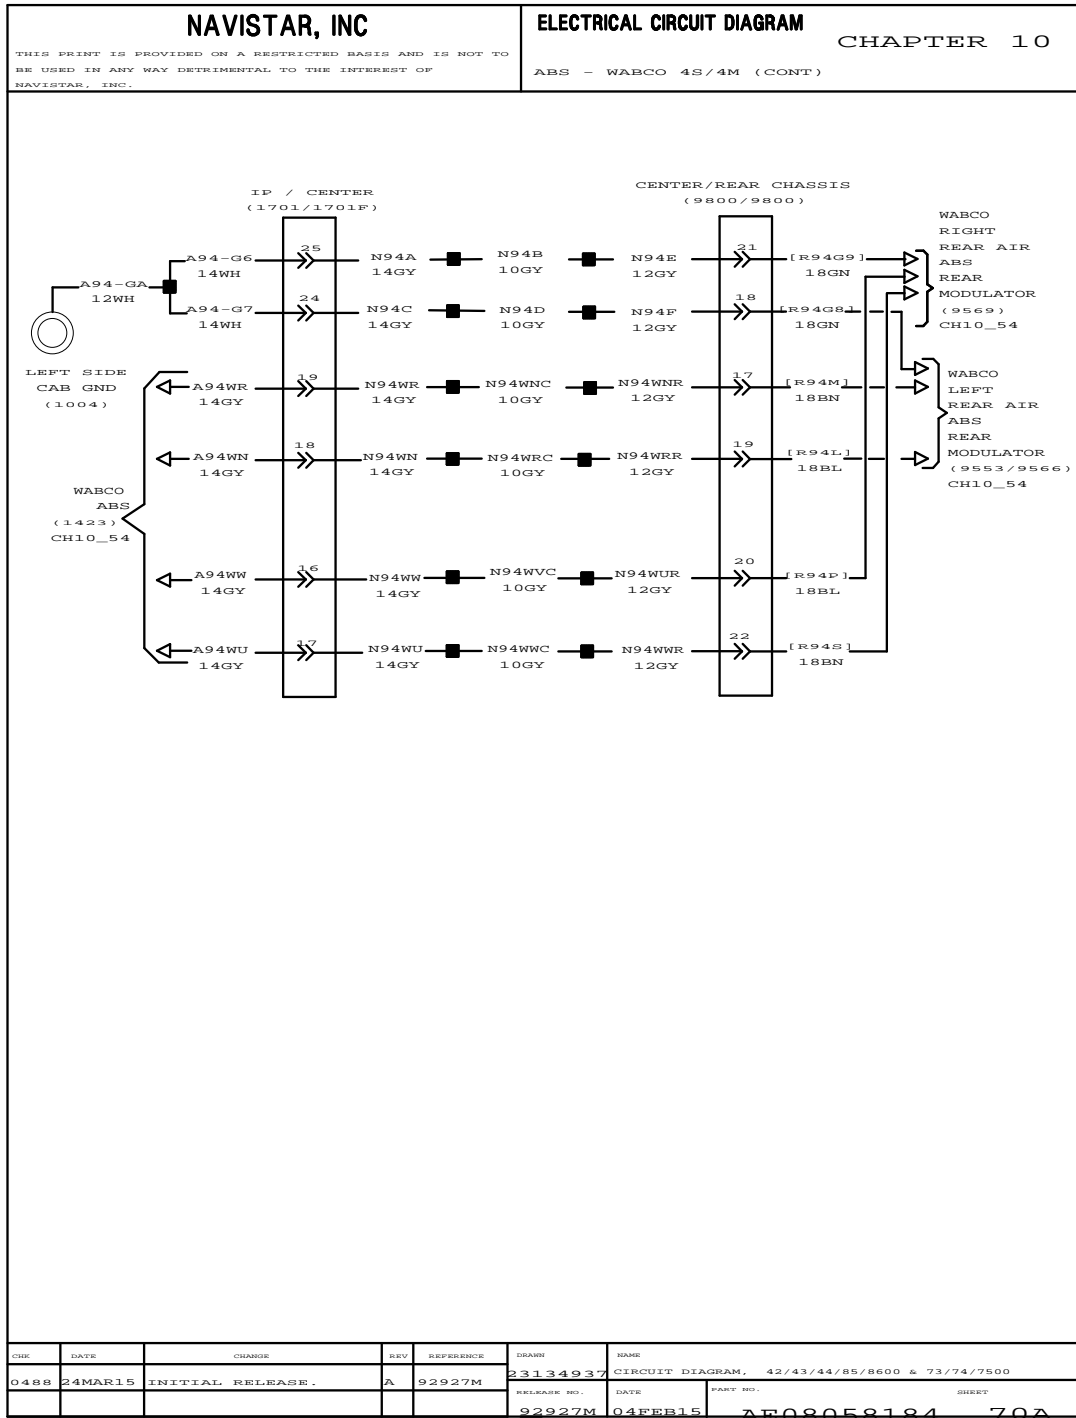 NAVISTAR, INC
THIS PRINT IS PROVIDED ON A RESTRICTED BASIS AND IS NOT TO
BE USED IN ANY WAY DETRIMENTAL TO THE INTEREST OF
NAVISTAR, INC.
ELECTRICAL CIRCUIT DIAGRAM
CHAPTER 10
ABS - WABCO 4S/4M (CONT)
IP / CENTER
(1701/1701F)
CENTER/REAR CHASSIS
(9800/9800)
A94-GA
12WH
LEFT SIDE
CAB GND
(1004)
A94-G6
14WH
25
N94A
14GY
N94B
10GY
N94E
12GY
21
[R94G9]
18GN
A94-G7
14WH
24
N94C
14GY
N94D
10GY
N94F
12GY
18
[R94G8]
18GN
WABCO
RIGHT
REAR AIR
ABS
REAR
MODULATOR
(9569)
CH10_54
A94WR
14GY
19
N94WR
14GY
N94WNC
10GY
N94WNR
12GY
17
[R94M]
18BN
A94WN
14GY
18
N94WN
14GY
N94WRC
10GY
N94WRR
12GY
19
[R94L]
18BL
WABCO
LEFT
REAR AIR
ABS
REAR
MODULATOR
(9553/9566)
CH10_54
WABCO
ABS
(1423)
CH10_54
A94WW
14GY
16
N94WW
14GY
N94WVC
10GY
N94WUR
12GY
20
[R94P]
18BL
A94WU
14GY
17
N94WU
14GY
N94WWC
10GY
N94WWR
12GY
22
[R94S]
18BN
CHK DATE CHANGE REV REFERENCE
0488 24MAR15 INITIAL RELEASE. A 92927M
DRAWN
23134937
NAME
CIRCUIT DIAGRAM, 42/43/44/85/8600 & 73/74/7500
RELEASE NO.
92927M
DATE
04FEB15
PART NO.
AE08058184
SHEET
70A